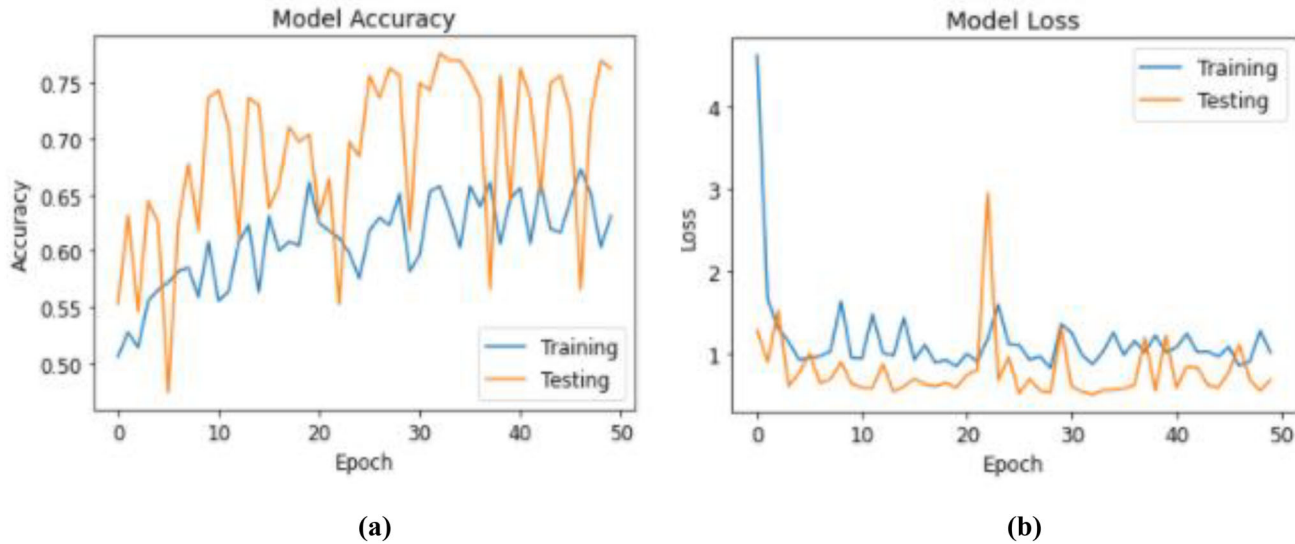 Model Accuracy
Accuracy
0.75
0.70
0.65
0.60
0.55
0.50
Training
Testing
0 10 20 30 40 50
Epoch
(a)
Model Loss
Loss
4
3
2
1
Training
Testing
0 10 20 30 40 50
Epoch
(b)